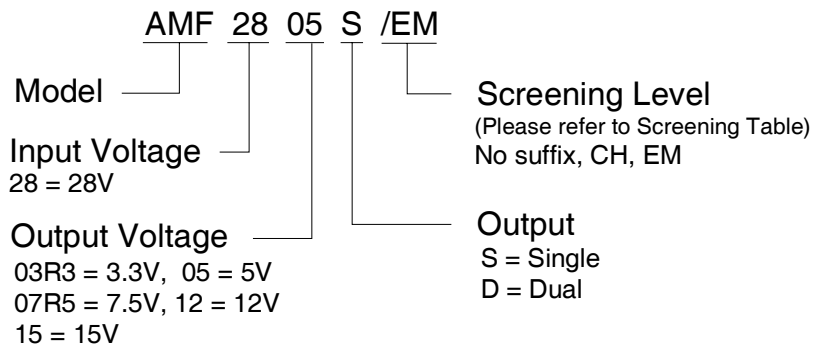 AMF 28 05 S /EM
Model
Input Voltage
28 = 28V
Output Voltage
03R3 = 3.3V, 05 = 5V
07R5 = 7.5V, 12 = 12V
15 = 15V
Screening Level
(Please refer to Screening Table)
No suffix, CH, EM
Output
S = Single
D = Dual